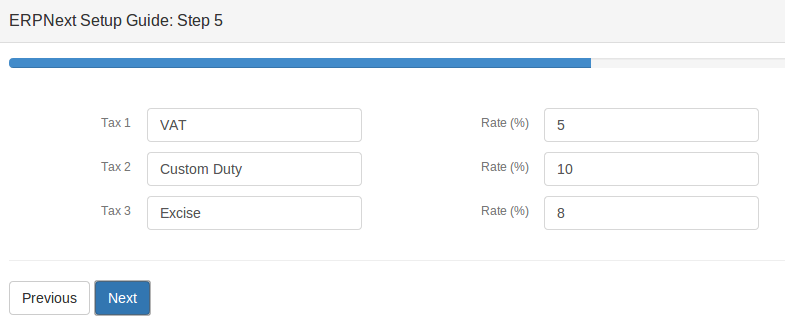 ERPNext Setup Guide: Step 5
Tax 1 VAT Rate (%) 5
Tax 2 Custom Duty Rate (%) 10
Tax 3 Excise Rate (%) 8
Previous Next